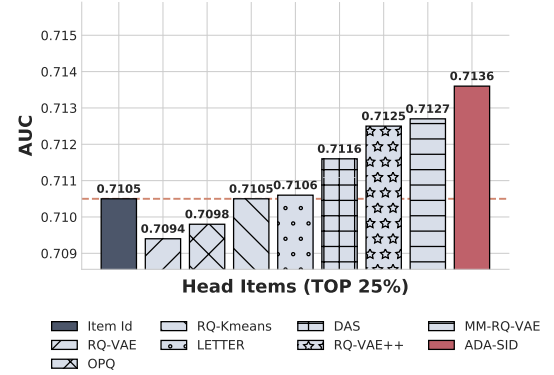 0.715
0.714
0.713
0.712
0.711
0.710
0.709
AUC
0.7105
0.7094
0.7098
0.7105
0.7106
0.7116
0.7125
0.7127
0.7136
Head Items (TOP 25%)
Item Id
RQ-VAE
OPQ
RQ-Kmeans
LETTER
DAS
RQ-VAE++
MM-RQ-VAE
ADA-SID